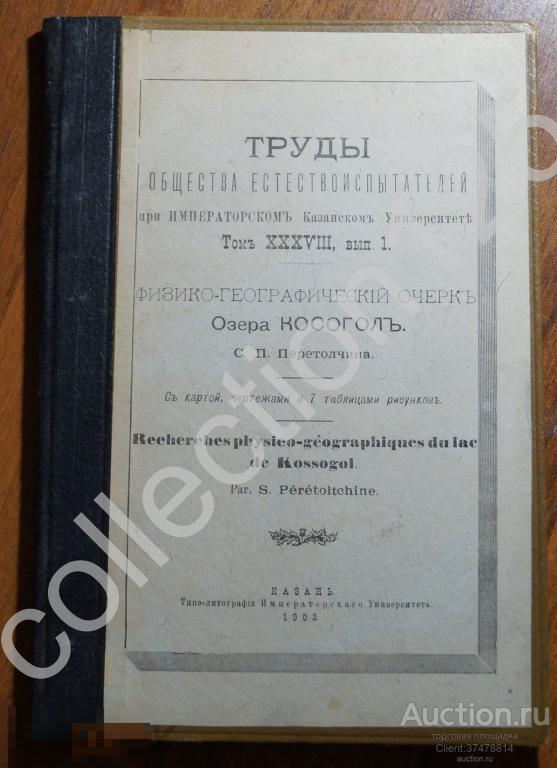 ТРУДЫ
ОБЩЕСТВА ЕСТЕСТВОИСПЫТАТЕЛЕЙ
при ИМПЕРАТОРСКОМЪ Казанскомъ Университетѣ.
Томъ XXXVIII, вып. 1.
ФИЗИКО-ГЕОГРАФИЧЕСКІЙ ОЧЕРКЪ
Озера КОСОГОЛЪ.
С. П. Перетолчина.
Съ картой, чертежами и 7 таблицами рисунковъ.
Recherches physico-géographiques du lac
de Kossogol.
Par. S. Pérétoltchine.
КАЗАНЬ.
Типо-литографія Императорскаго Университета.
1903
Auction.ru
торговая площадка
Client:37478814
auction.ru